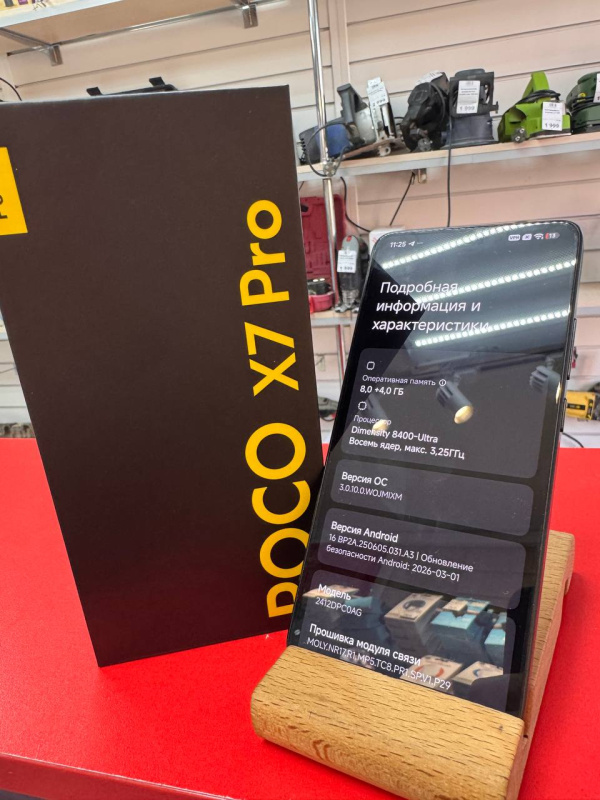 POCO X7 Pro
11:25
Подробная
информация и
характеристики
Оперативная память
8,0 +4,0 ГБ
Процессор
Dimensity 8400-Ultra
Восемь ядер, макс. 3,25ГГц
Версия ОС
3.0.10.0.WOJMIXM
Версия Android
16 BP2A.250605.031.A3 | Обновление
безопасности Android: 2026-03-01
Модель
2412DPC0AG
Прошивка модуля связи
MOLY.NR17.R1.MP5.TC8.PR1.SP.V1.P29